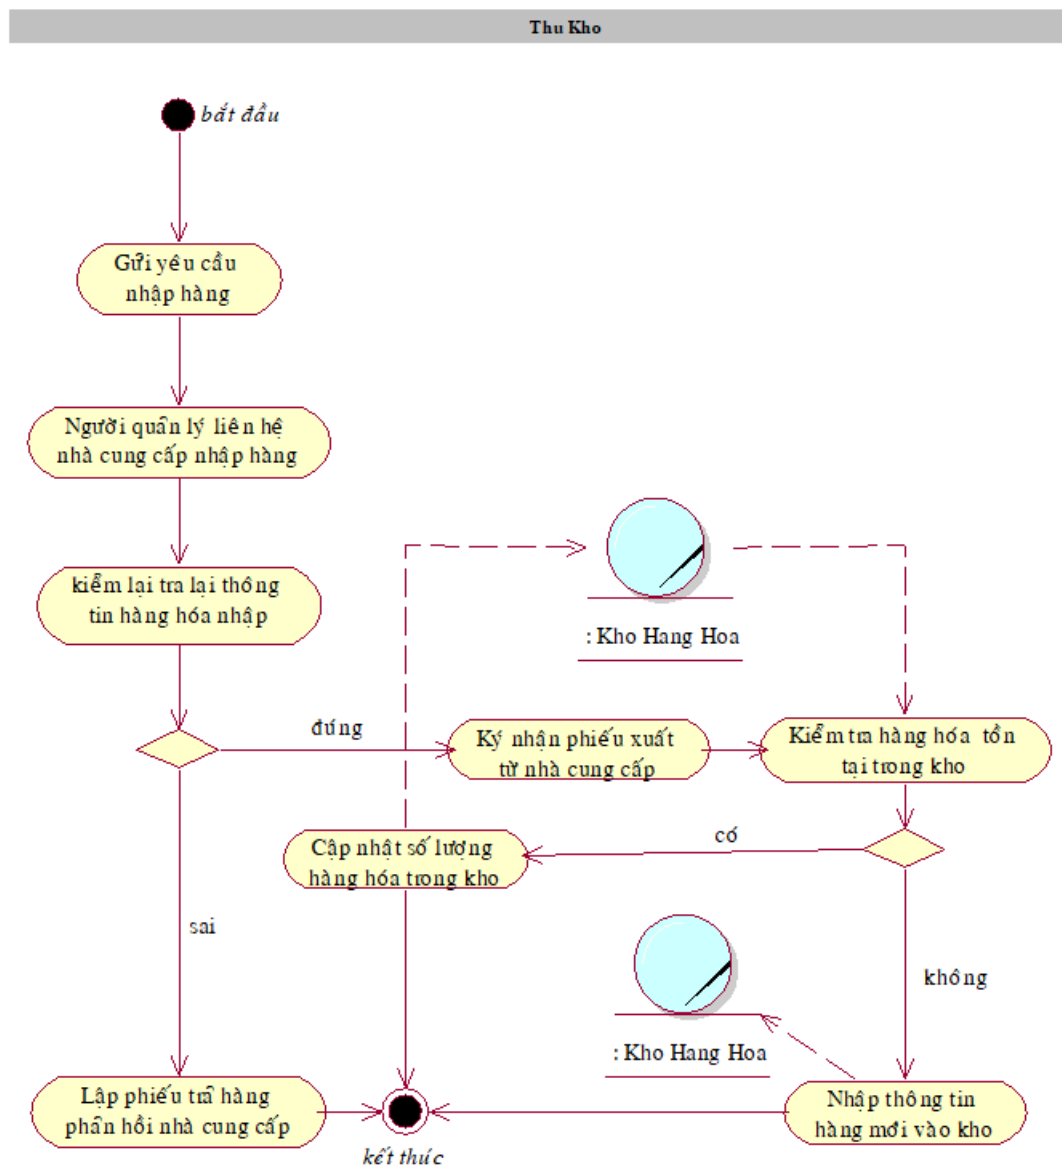 Thu Kho
bắt đầu
Gửi yêu cầu
nhập hàng
Người quản lý liên hệ
nhà cung cấp nhập hàng
kiểm lại tra lại thông
tin hàng hóa nhập
: Kho Hang Hoa
đúng
Ký nhận phiếu xuất
từ nhà cung cấp
Kiểm tra hàng hóa tồn
tại trong kho
có
Cập nhật số lượng
hàng hóa trong kho
sai
không
: Kho Hang Hoa
Lập phiếu trả hàng
phản hồi nhà cung cấp
Nhập thông tin
hàng mới vào kho
kết thúc